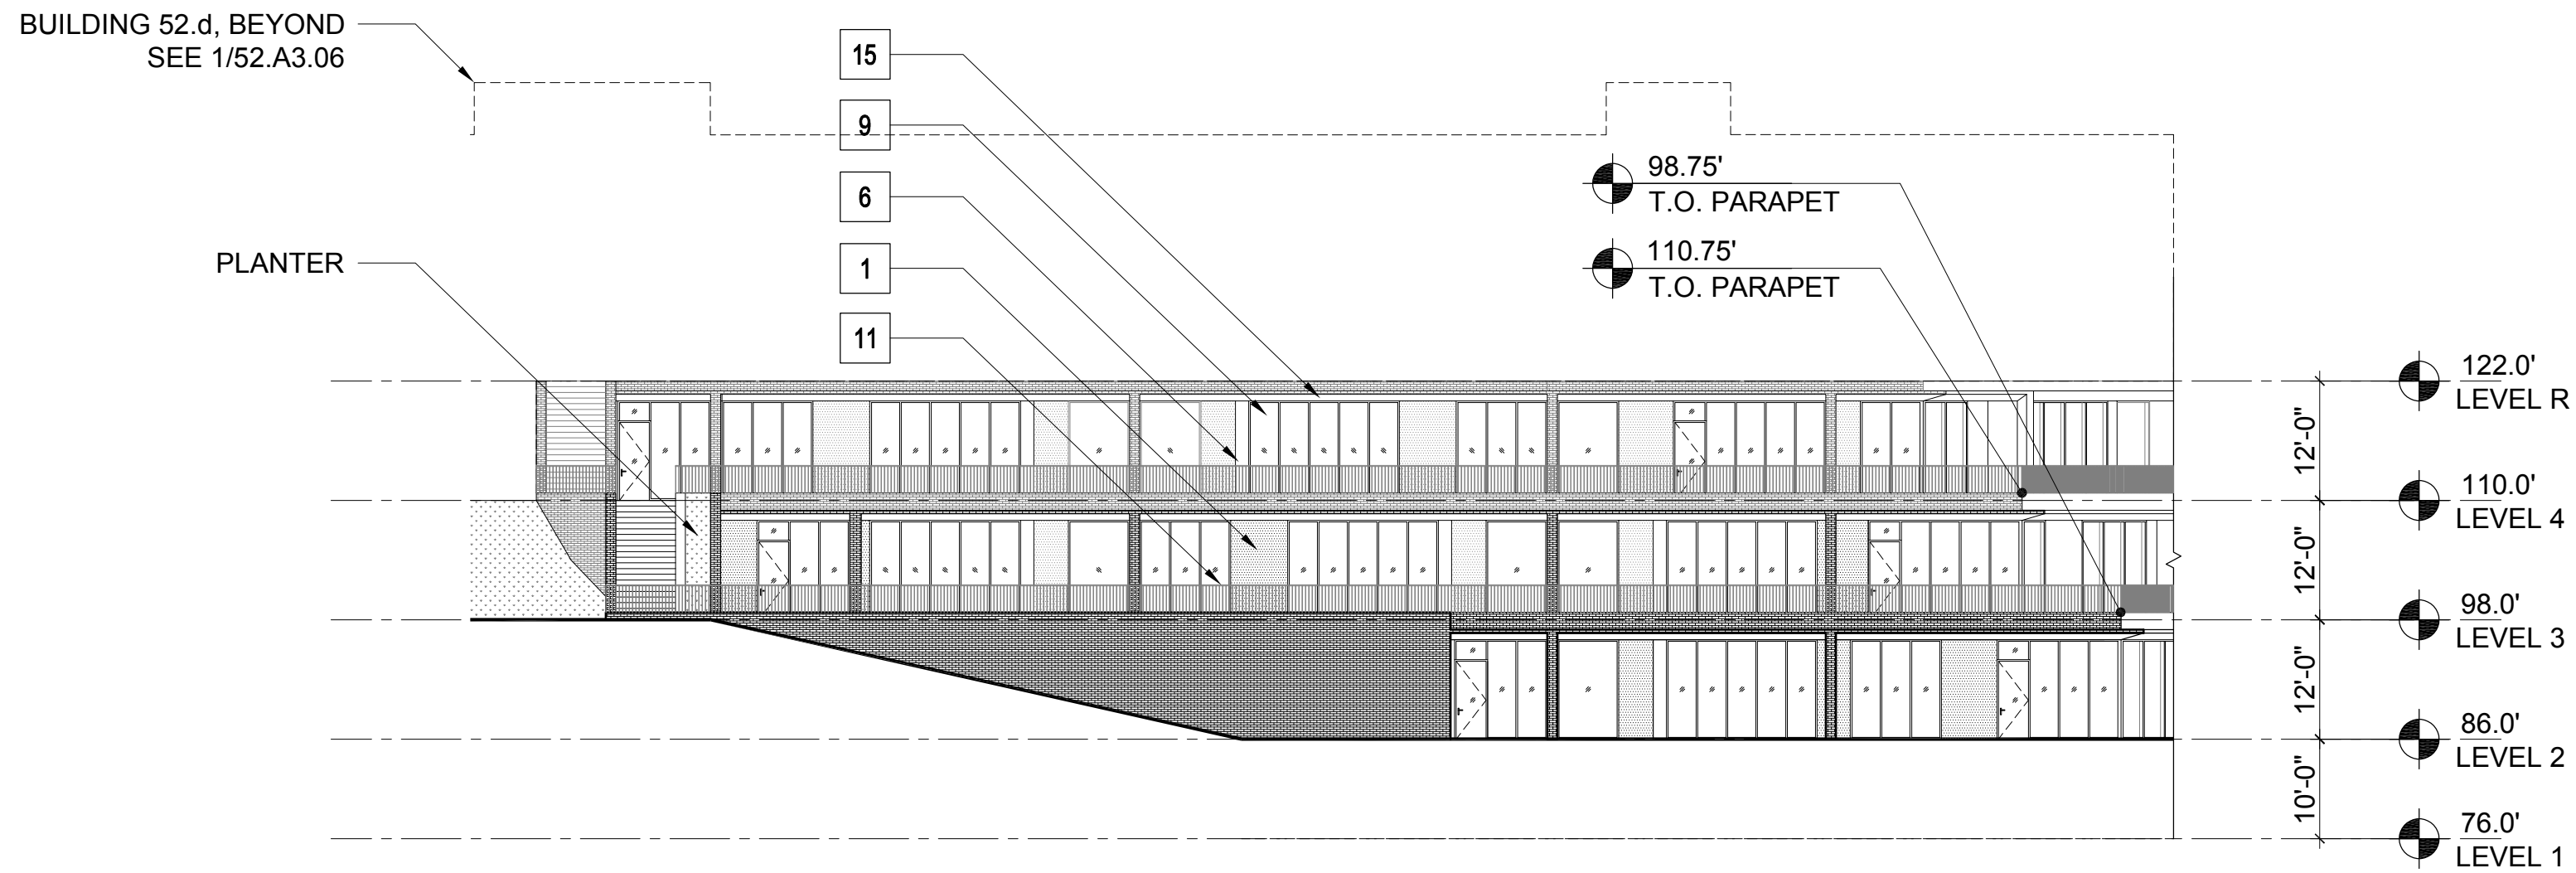 BUILDING 52.d, BEYOND
SEE 1/52.A3.06
PLANTER
15
9
6
1
11
98.75'
T.O. PARAPET
110.75'
T.O. PARAPET
122.0'
LEVEL R
12'-0"
110.0'
LEVEL 4
12'-0"
98.0'
LEVEL 3
12'-0"
86.0'
LEVEL 2
10'-0"
76.0'
LEVEL 1